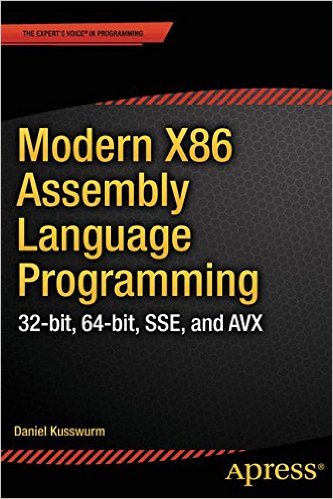 THE EXPERT'S VOICE® IN PROGRAMMING
Modern X86
Assembly
Language
Programming
32-bit, 64-bit, SSE, and AVX
Daniel Kusswurm
Apress®